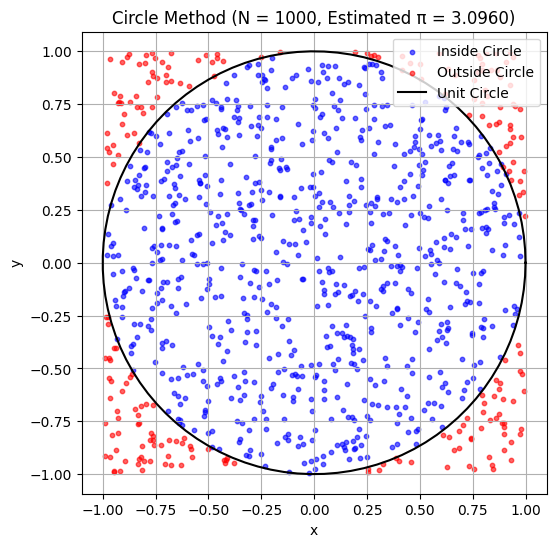 Circle Method (N = 1000, Estimated π = 3.0960)
Inside Circle
Outside Circle
Unit Circle
1.00
0.75
0.50
0.25
0.00
−0.25
−0.50
−0.75
−1.00
y
−1.00 −0.75 −0.50 −0.25 0.00 0.25 0.50 0.75 1.00
x